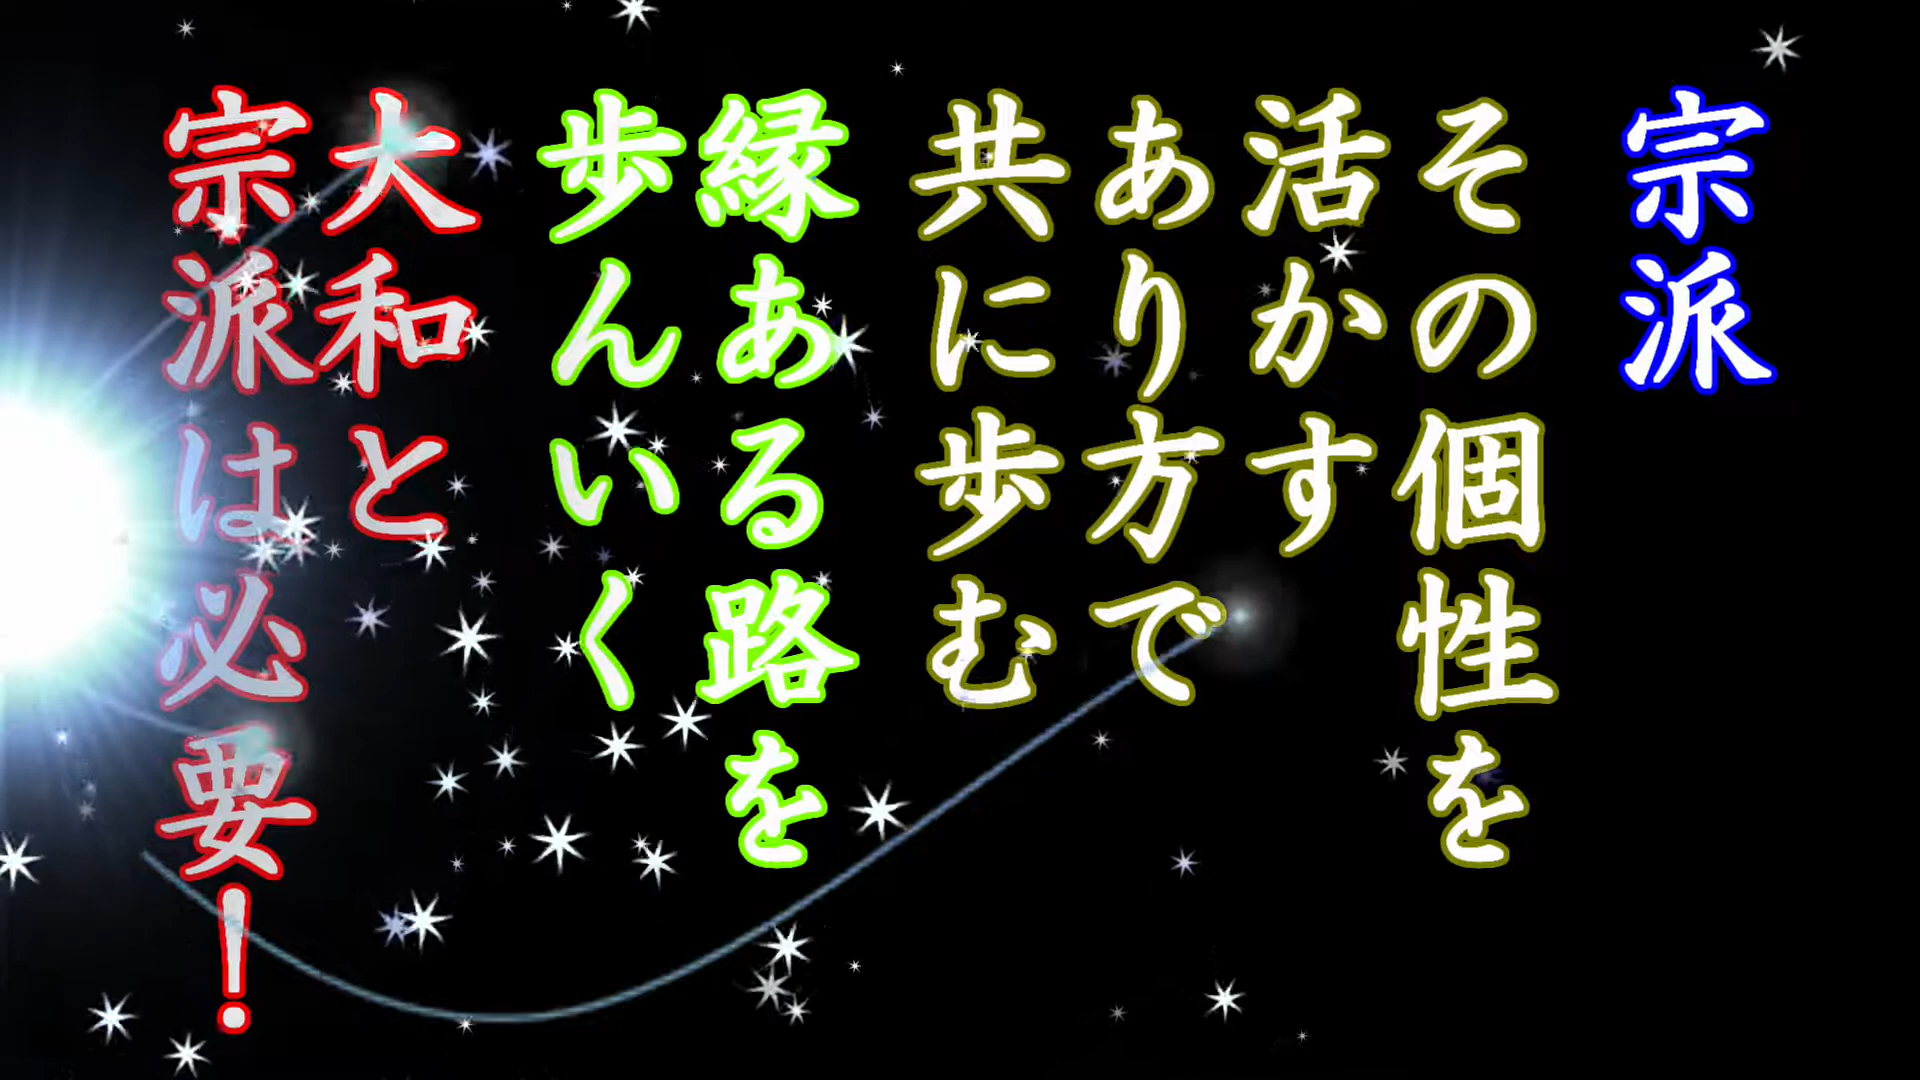 宗派
その個性を
活かす
あり方で
共に歩む
縁ある路を
歩んいく
大和と
宗派は必要！